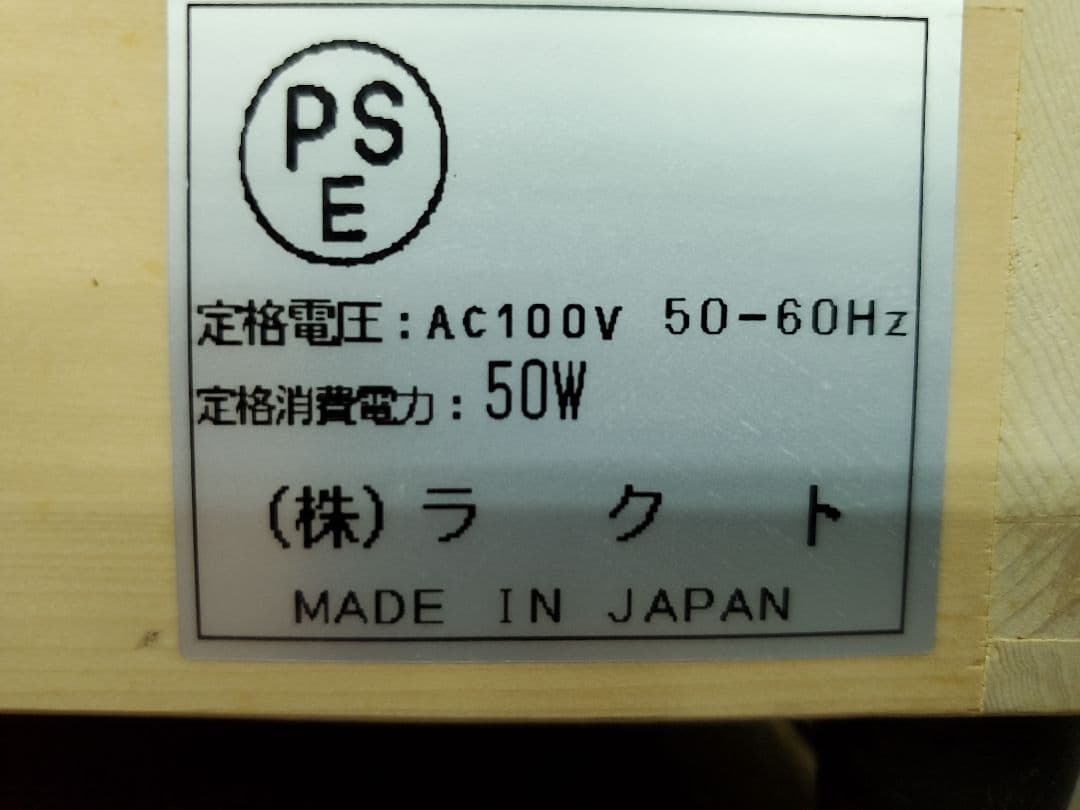 PS
E
定格電圧:AC100V 50-60Hz
定格消費電力:50W
(株)ラクト
MADE IN JAPAN